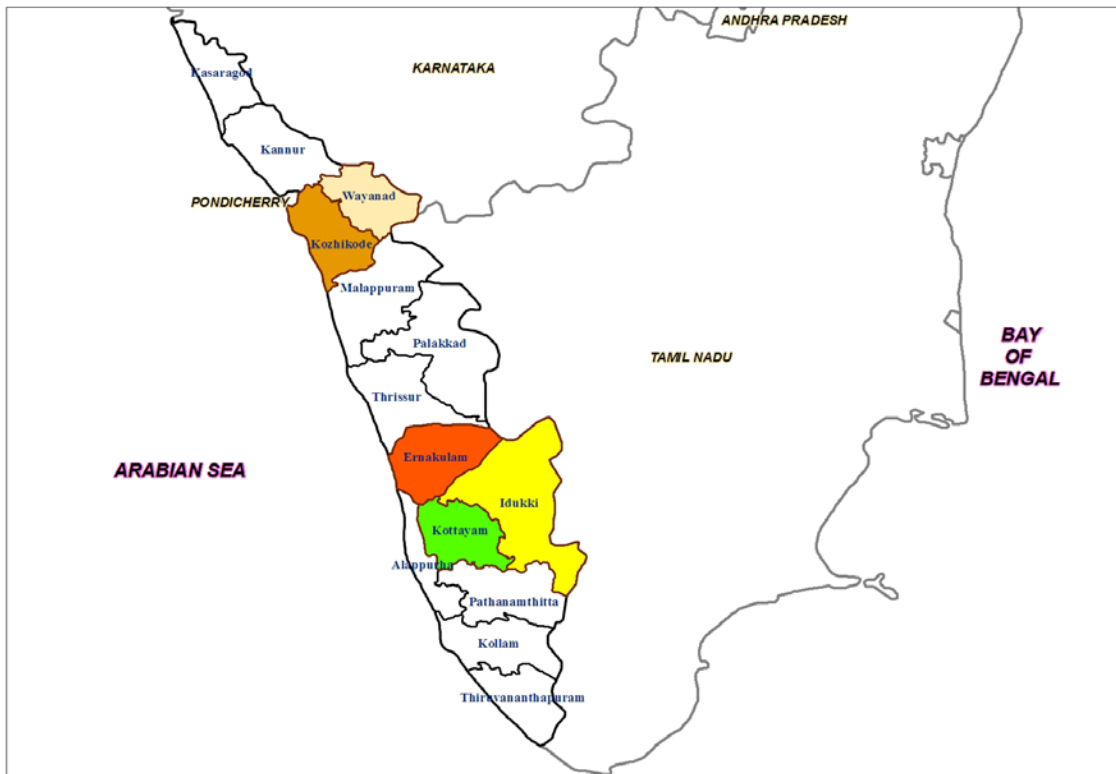 ANDHRA PRADESH
KARNATAKA
Kasaragod
Kannur
Wayanad
PONDICHERRY
Kozhikode
Malappuram
Palakkad
TAMIL NADU
BAY
OF
BENGAL
Thrissur
Ernakulam
ARABIAN SEA
Idukki
Kottayam
Alappuzha
Pathanamthitta
Kollam
Thiruvananthapuram